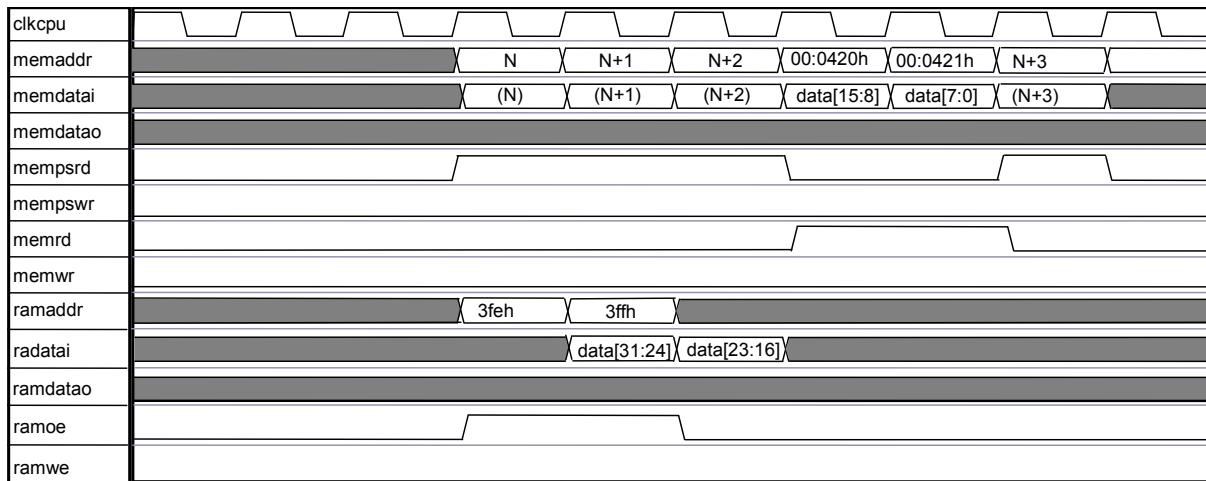 clkcpu
memaddr N N+1 N+2 00:0420h 00:0421h N+3
memdatai (N) (N+1) (N+2) data[15:8] data[7:0] (N+3)
memdatao
mempsrd
mempswr
memrd
memwr
ramaddr 3feh 3ffh
radatai data[31:24] data[23:16]
ramdatao
ramoe
ramwe